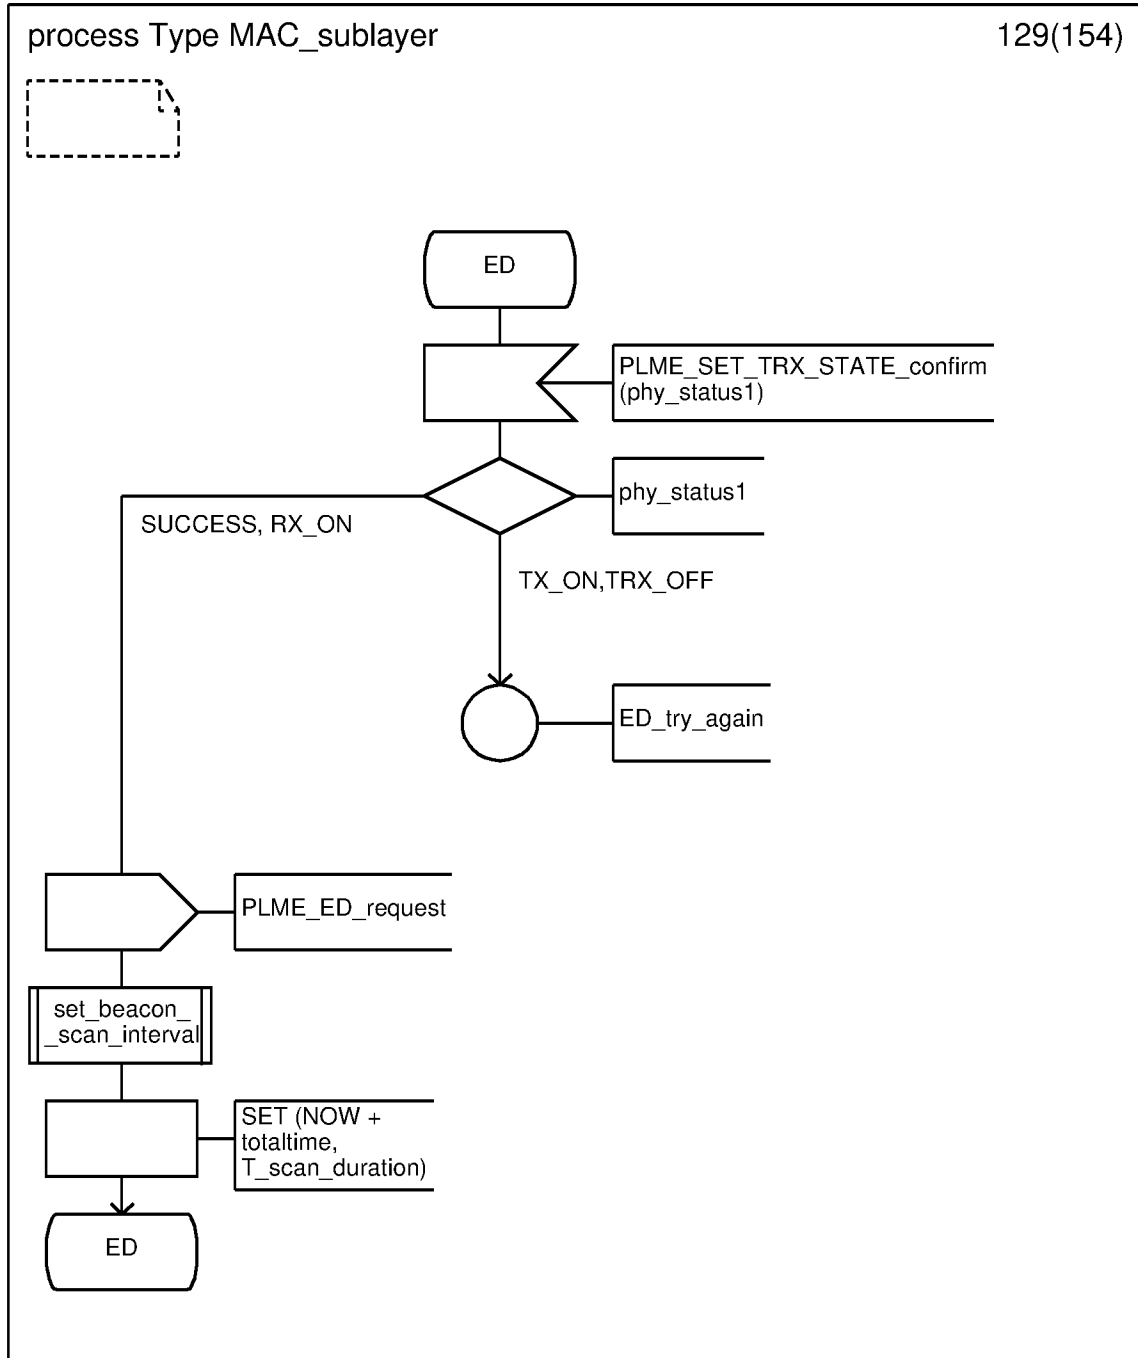 process Type MAC_sublayer
129(154)
ED
PLME_SET_TRX_STATE_confirm
(phy_status1)
phy_status1
SUCCESS, RX_ON
TX_ON,TRX_OFF
ED_try_again
PLME_ED_request
set_beacon_
_scan_interval
SET (NOW +
totaltime,
T_scan_duration)
ED